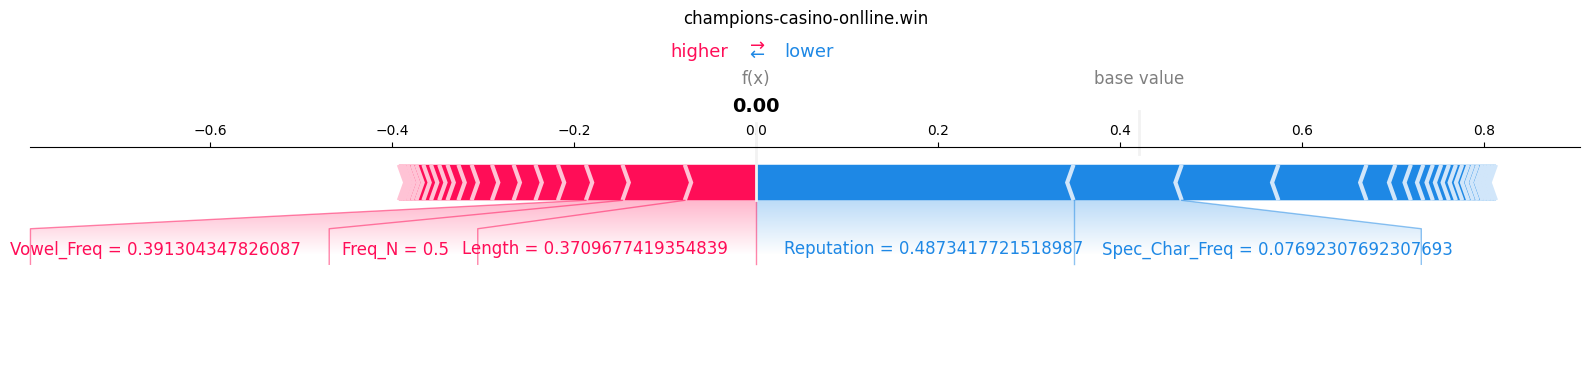 champions-casino-onlline.win
higher ⇄ lower
f(x) base value
0.00
−0.6 −0.4 −0.2 0.0 0.2 0.4 0.6 0.8
Vowel_Freq = 0.391304347826087 Freq_N = 0.5 Length = 0.3709677419354839 Reputation = 0.4873417721518987 Spec_Char_Freq = 0.07692307692307693